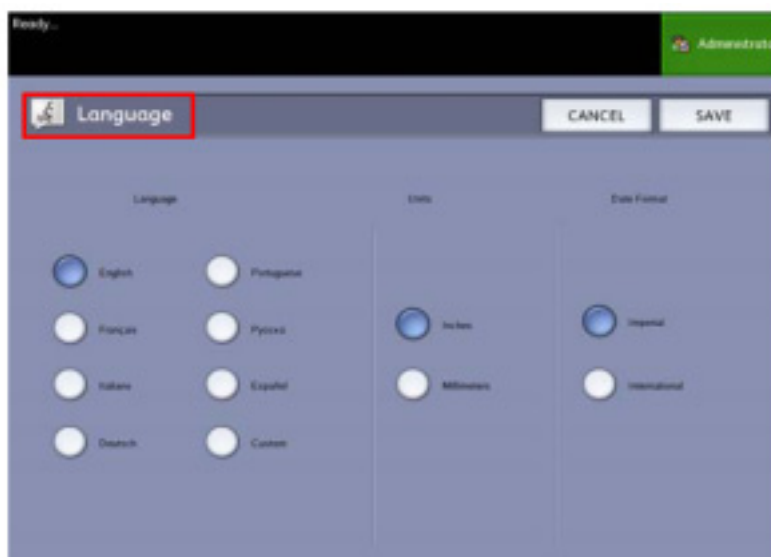 Ready...
Administrato
Language
CANCEL
SAVE
Language
Units
Date Format
English
Portuguese
Inches
Imperial
Français
Русски
Millimeters
International
Italiano
Español
Deutsch
Custom